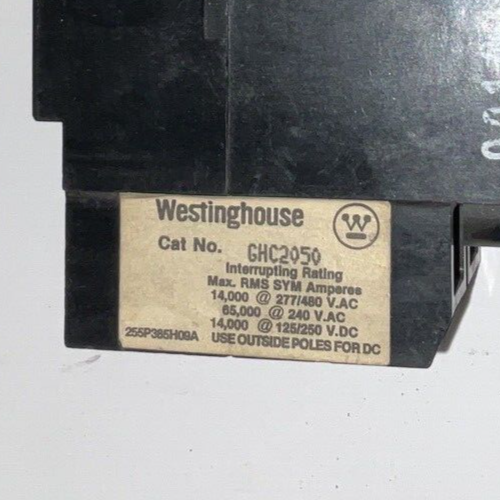 Westinghouse
Cat No. GHC2050
Interrupting Rating
Max. RMS SYM Amperes
14,000 @ 277/480 V.AC
65,000 @ 240 V.AC
14,000 @ 125/250 V.DC
255P385H09A USE OUTSIDE POLES FOR DC